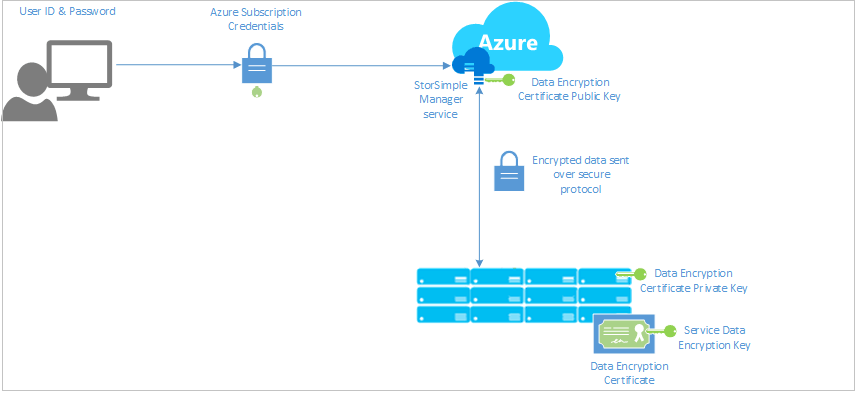 User ID & Password
Azure Subscription
Credentials
Azure
StorSimple
Manager
service
Data Encryption
Certificate Public Key
Encrypted data sent
over secure
protocol
Data Encryption
Certificate Private Key
Service Data
Encryption Key
Data Encryption
Certificate